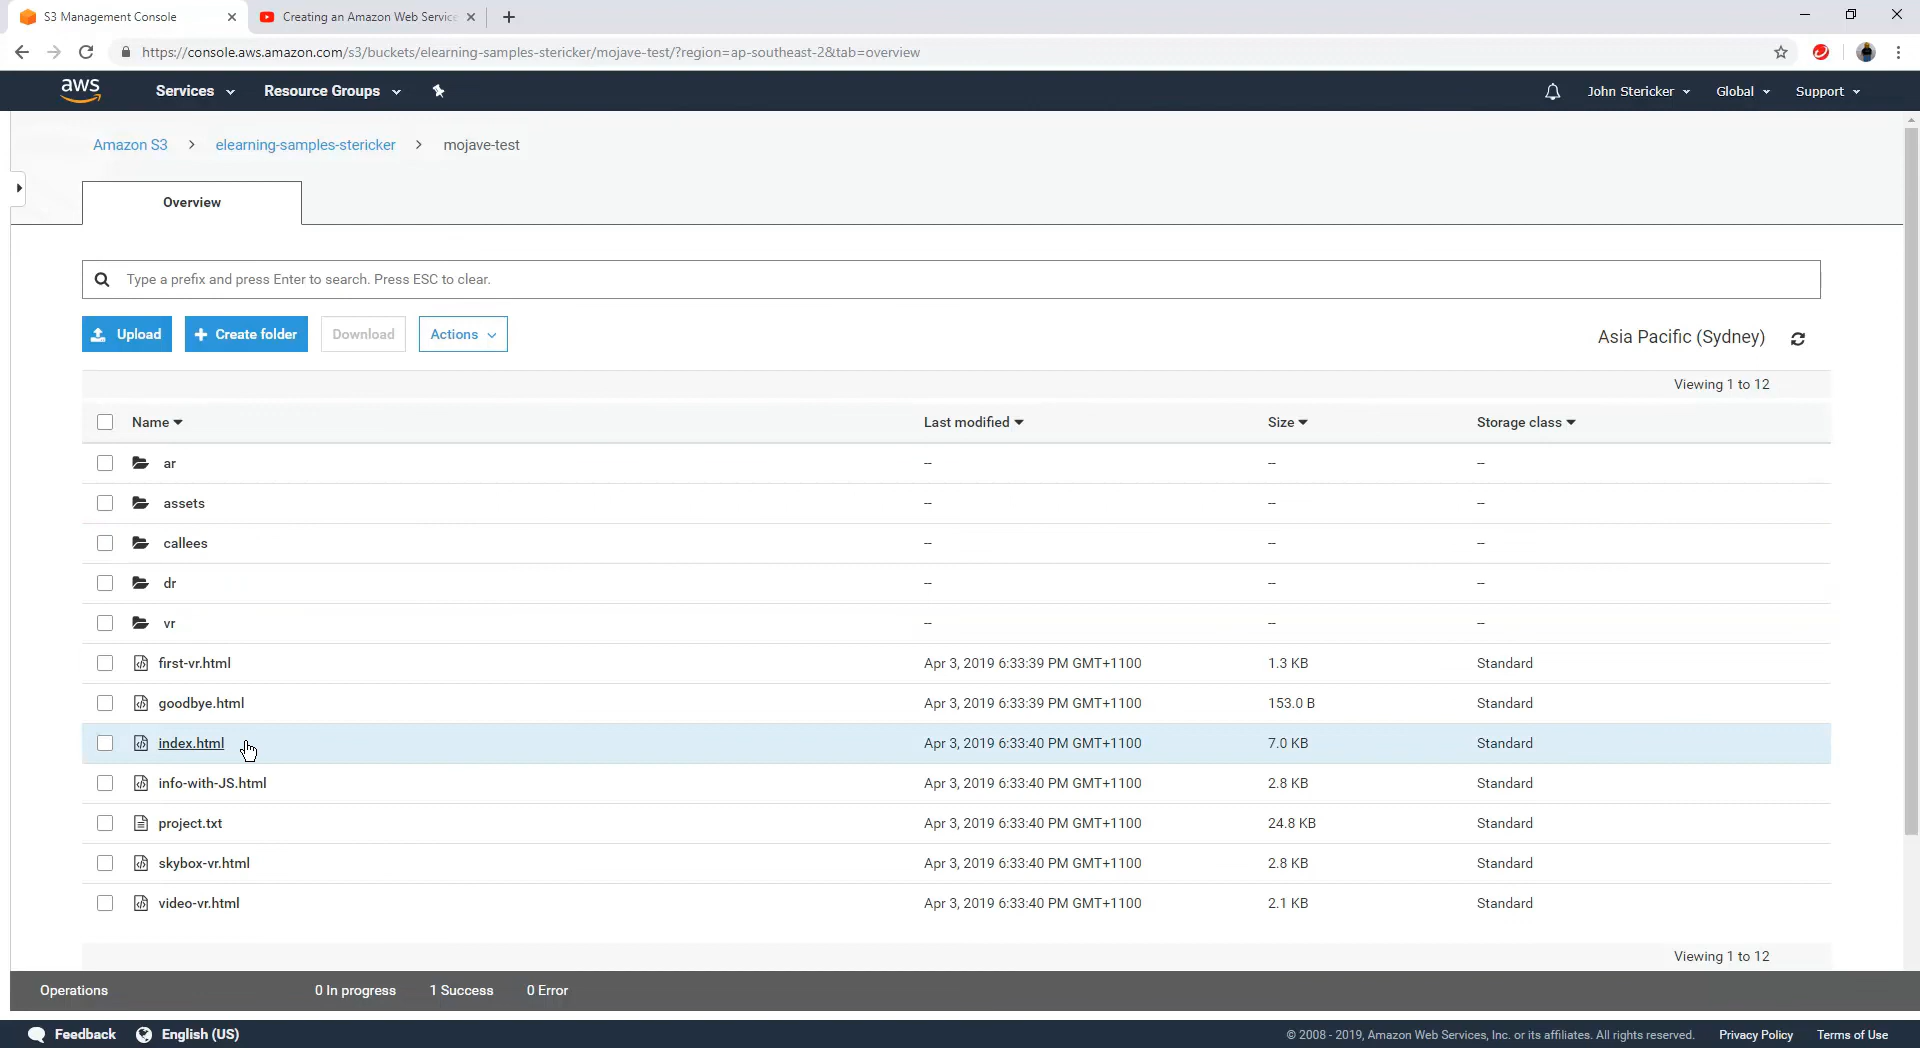 S3 Management Console
Creating an Amazon Web Service
https://console.aws.amazon.com/s3/buckets/elearning-samples-stericker/mojave-test/?region=ap-southeast-2&tab=overview
aws Services Resource Groups John Stericker Global Support
Amazon S3 > elearning-samples-stericker > mojave-test
Overview
Type a prefix and press Enter to search. Press ESC to clear.
Upload + Create folder Download Actions Asia Pacific (Sydney)
Viewing 1 to 12
Name Last modified Size Storage class
ar -- -- --
assets -- -- --
callees -- -- --
dr -- -- --
vr -- -- --
first-vr.html Apr 3, 2019 6:33:39 PM GMT+1100 1.3 KB Standard
goodbye.html Apr 3, 2019 6:33:39 PM GMT+1100 153.0 B Standard
index.html Apr 3, 2019 6:33:40 PM GMT+1100 7.0 KB Standard
info-with-JS.html Apr 3, 2019 6:33:40 PM GMT+1100 2.8 KB Standard
project.txt Apr 3, 2019 6:33:40 PM GMT+1100 24.8 KB Standard
skybox-vr.html Apr 3, 2019 6:33:40 PM GMT+1100 2.8 KB Standard
video-vr.html Apr 3, 2019 6:33:40 PM GMT+1100 2.1 KB Standard
Viewing 1 to 12
Operations 0 In progress 1 Success 0 Error
Feedback English (US) © 2008 - 2019, Amazon Web Services, Inc. or its affiliates. All rights reserved. Privacy Policy Terms of Use